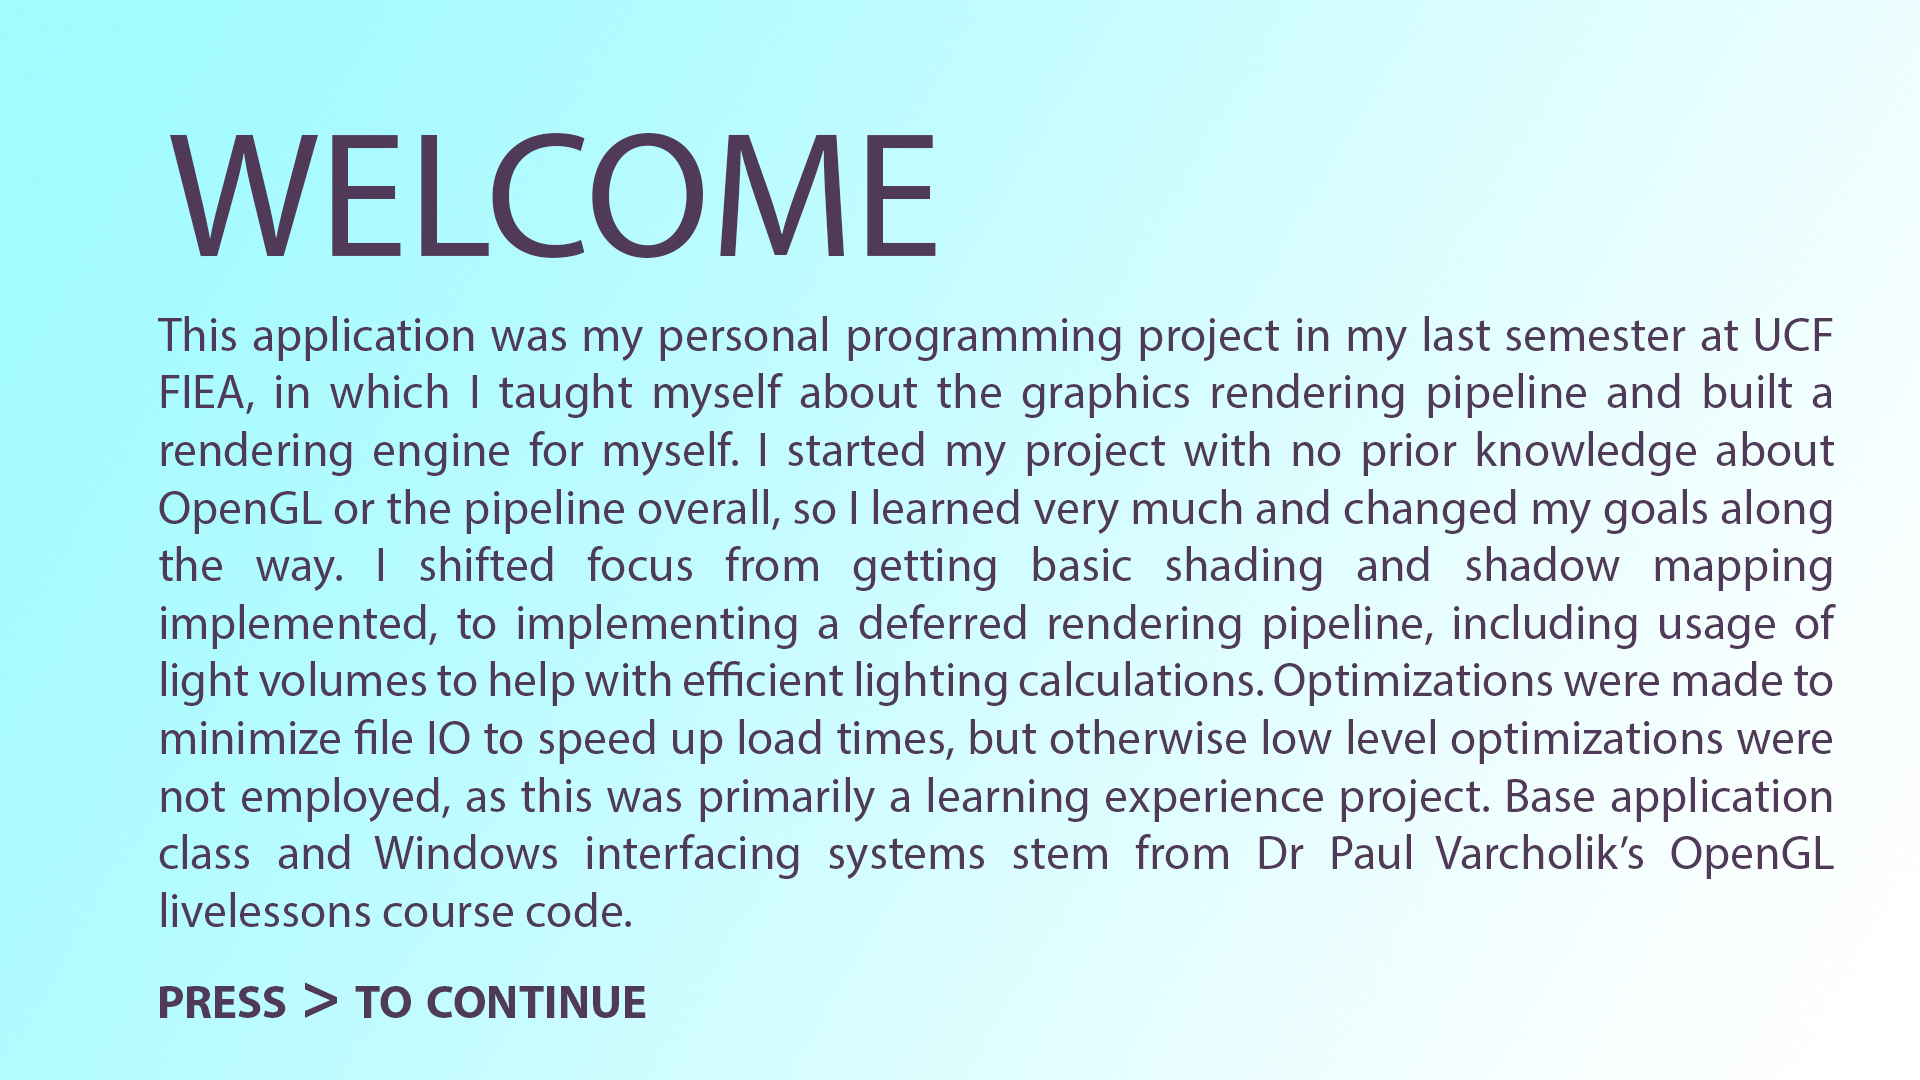 WELCOME
This application was my personal programming project in my last semester at UCF
FIEA, in which I taught myself about the graphics rendering pipeline and built a
rendering engine for myself. I started my project with no prior knowledge about
OpenGL or the pipeline overall, so I learned very much and changed my goals along
the way. I shifted focus from getting basic shading and shadow mapping
implemented, to implementing a deferred rendering pipeline, including usage of
light volumes to help with efficient lighting calculations. Optimizations were made to
minimize file IO to speed up load times, but otherwise low level optimizations were
not employed, as this was primarily a learning experience project. Base application
class and Windows interfacing systems stem from Dr Paul Varcholik’s OpenGL
livelessons course code.
PRESS > TO CONTINUE